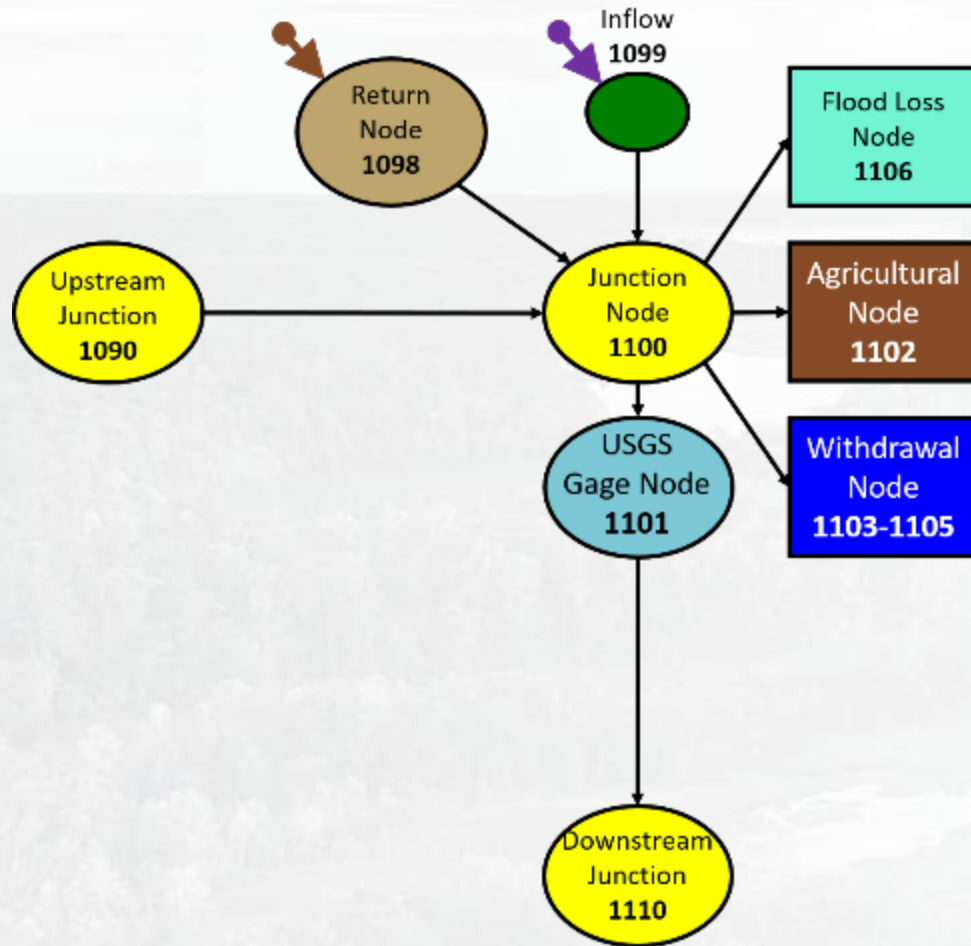 Inflow
1099
Return
Node
1098
Flood Loss
Node
1106
Upstream
Junction
1090
Junction
Node
1100
Agricultural
Node
1102
USGS
Gage Node
1101
Withdrawal
Node
1103-1105
Downstream
Junction
1110